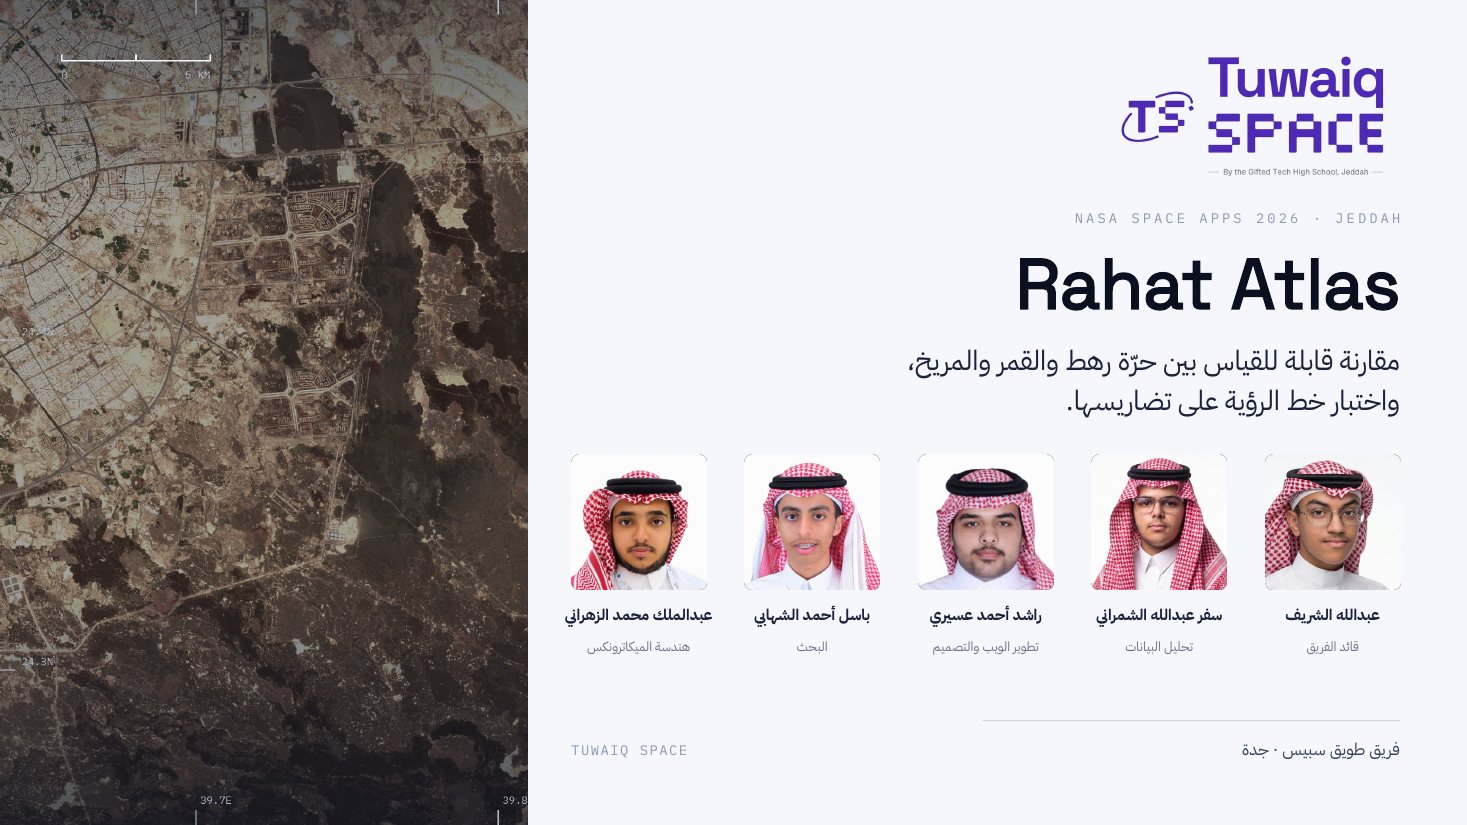 0
5 KM
24.3N
39.7E
39.8
TS
Tuwaiq
SPACE
By the Gifted Tech High School, Jeddah
NASA SPACE APPS 2026 · JEDDAH
Rahat Atlas
مقارنة قابلة للقياس بين حرّة رهط والقمر والمريخ،
واختبار خط الرؤية على تضاريسها.
عبدالله الشريف
قائد الفريق
سفر عبدالله الشمراني
تحليل البيانات
راشد أحمد عسيري
تطوير الويب والتصميم
باسل أحمد الشهابي
البحث
عبدالملك محمد الزهراني
هندسة الميكاترونكس
فريق طويق سبيس · جدة
TUWAIQ SPACE